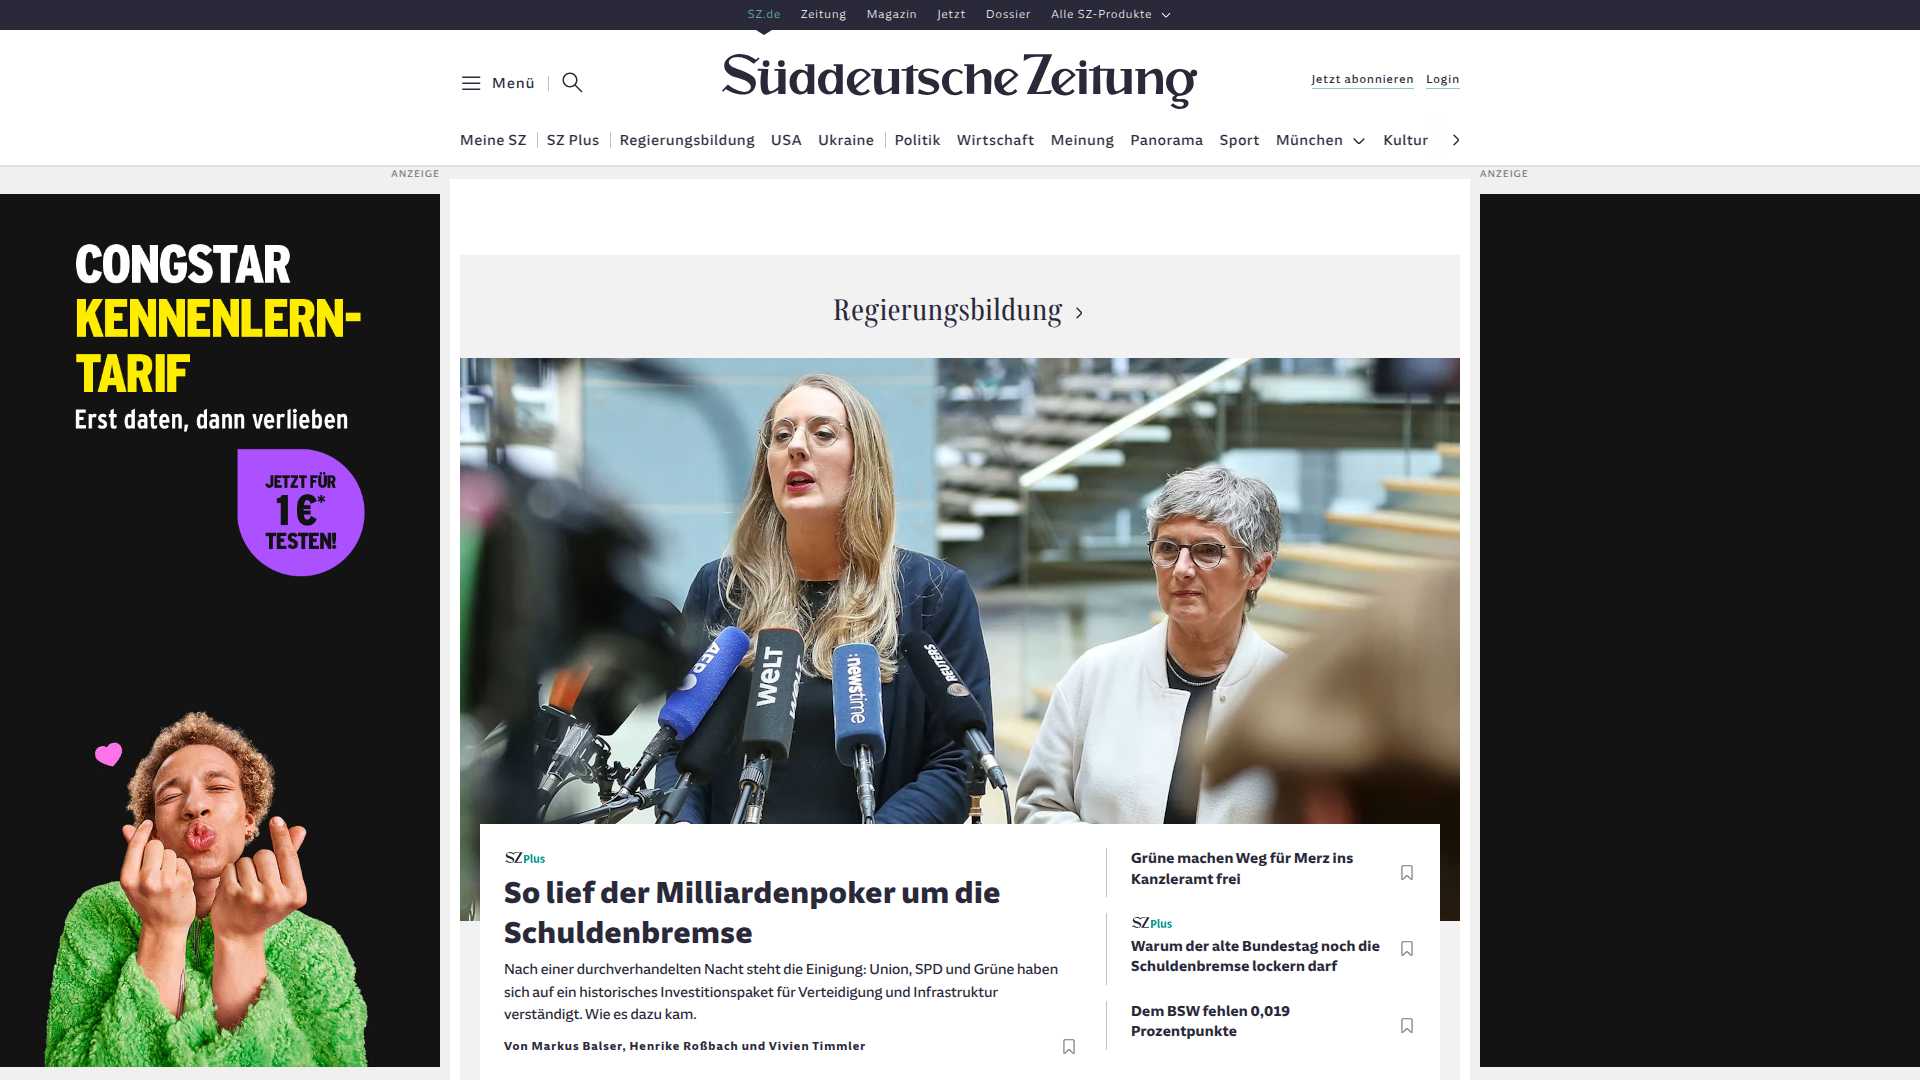 SZ.de Zeitung Magazin Jetzt Dossier Alle SZ-Produkte
Menü
Süddeutsche Zeitung
Jetzt abonnieren Login
Meine SZ SZ Plus Regierungsbildung USA Ukraine Politik Wirtschaft Meinung Panorama Sport München Kultur
ANZEIGE
ANZEIGE
CONGSTAR
KENNENLERN-
TARIF
Erst daten, dann verlieben
JETZT FÜR
1 €*
TESTEN!
Regierungsbildung
AFP
WELT
WELT
:newstime
REUTERS
SZ Plus
So lief der Milliardenpoker um die
Schuldenbremse
Nach einer durchverhandelten Nacht steht die Einigung: Union, SPD und Grüne haben
sich auf ein historisches Investitionspaket für Verteidigung und Infrastruktur
verständigt. Wie es dazu kam.
Von Markus Balser, Henrike Roßbach und Vivien Timmler
Grüne machen Weg für Merz ins
Kanzleramt frei
SZ Plus
Warum der alte Bundestag noch die
Schuldenbremse lockern darf
Dem BSW fehlen 0,019
Prozentpunkte